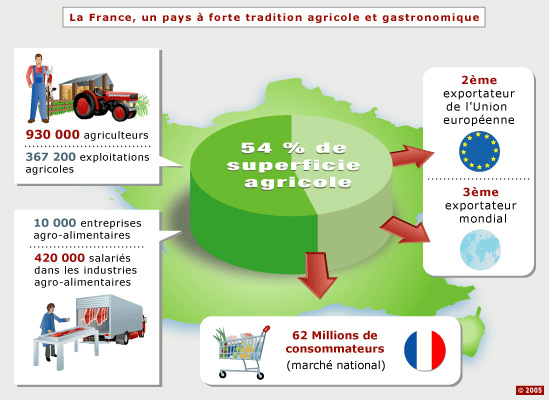 La France, un pays à forte tradition agricole et gastronomique
930 000 agriculteurs
367 200 exploitations
agricoles
54 % de
superficie
agricole
2ème
exportateur
de l'Union
européenne
3ème
exportateur
mondial
10 000 entreprises
agro-alimentaires
420 000 salariés
dans les industries
agro-alimentaires
62 Millions de
consommateurs
(marché national)
© 2005